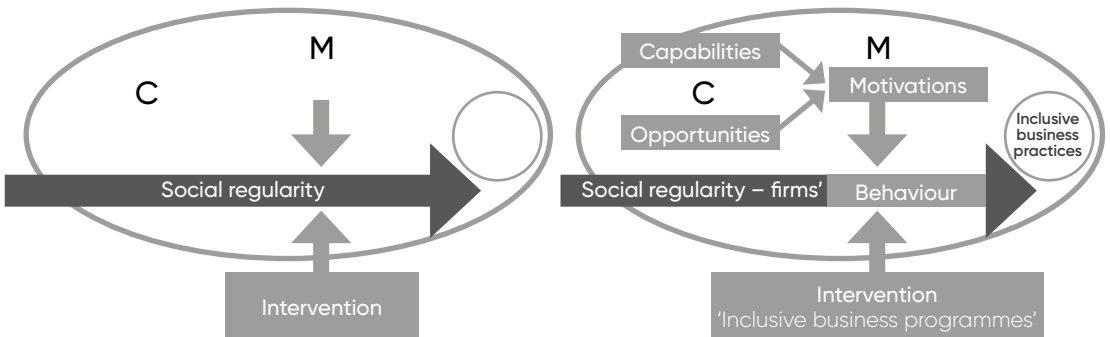 M
C
Social regularity
Intervention
Capabilities
M
Motivations
C
Opportunities
Inclusive
business
practices
Social regularity – firms’
Behaviour
Intervention
‘Inclusive business programmes’